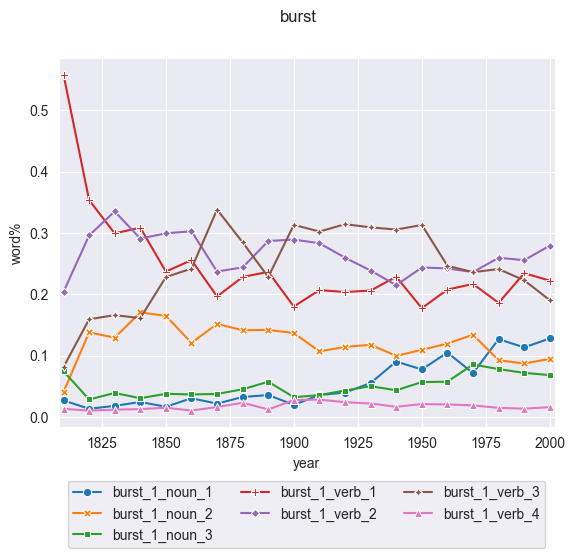 burst
0.5
0.4
0.3
0.2
0.1
0.0
word%
1825 1850 1875 1900 1925 1950 1975 2000
year
burst_1_noun_1 burst_1_verb_1 burst_1_verb_3
burst_1_noun_2 burst_1_verb_2 burst_1_verb_4
burst_1_noun_3